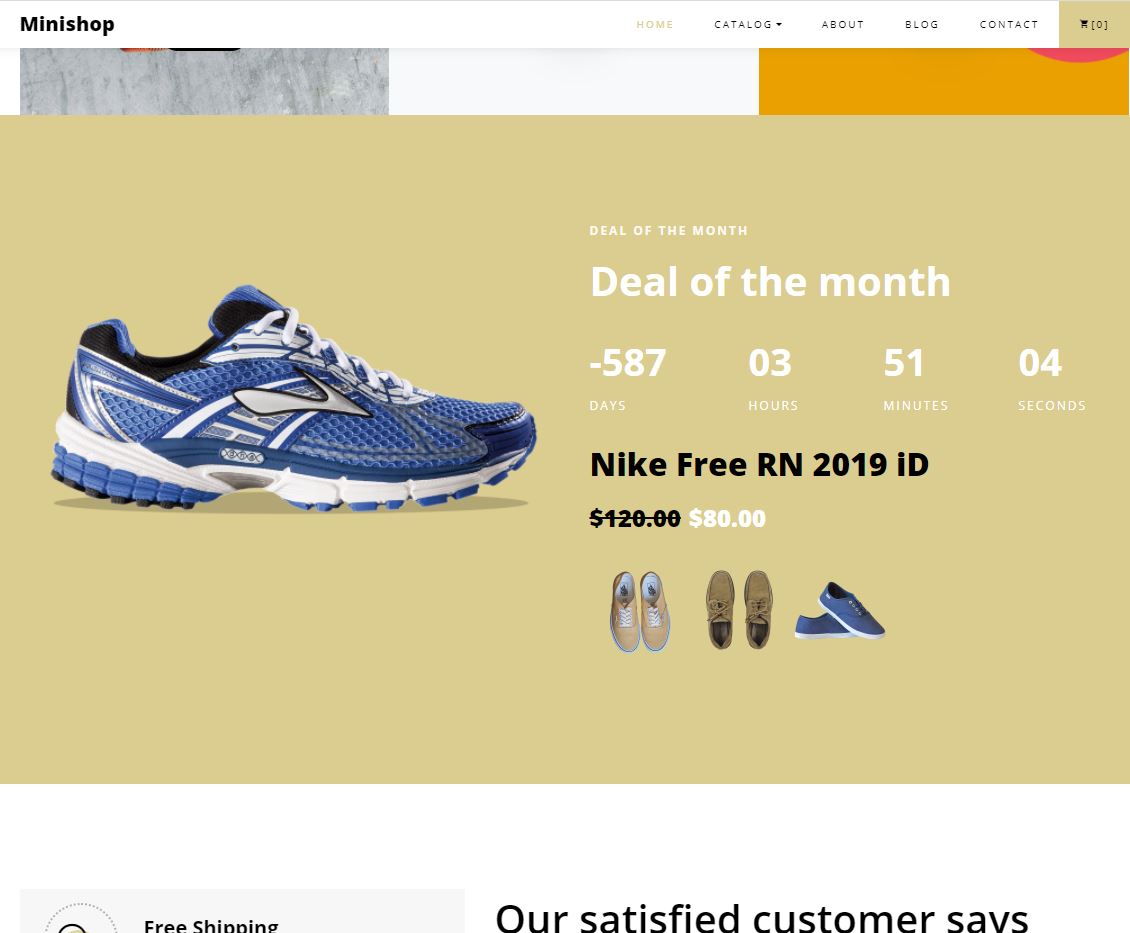 Minishop
HOME CATALOG ABOUT BLOG CONTACT [0]
DEAL OF THE MONTH
Deal of the month
-587 03 51 04
DAYS HOURS MINUTES SECONDS
Nike Free RN 2019 iD
$120.00 $80.00
Free Shipping
Our satisfied customer says